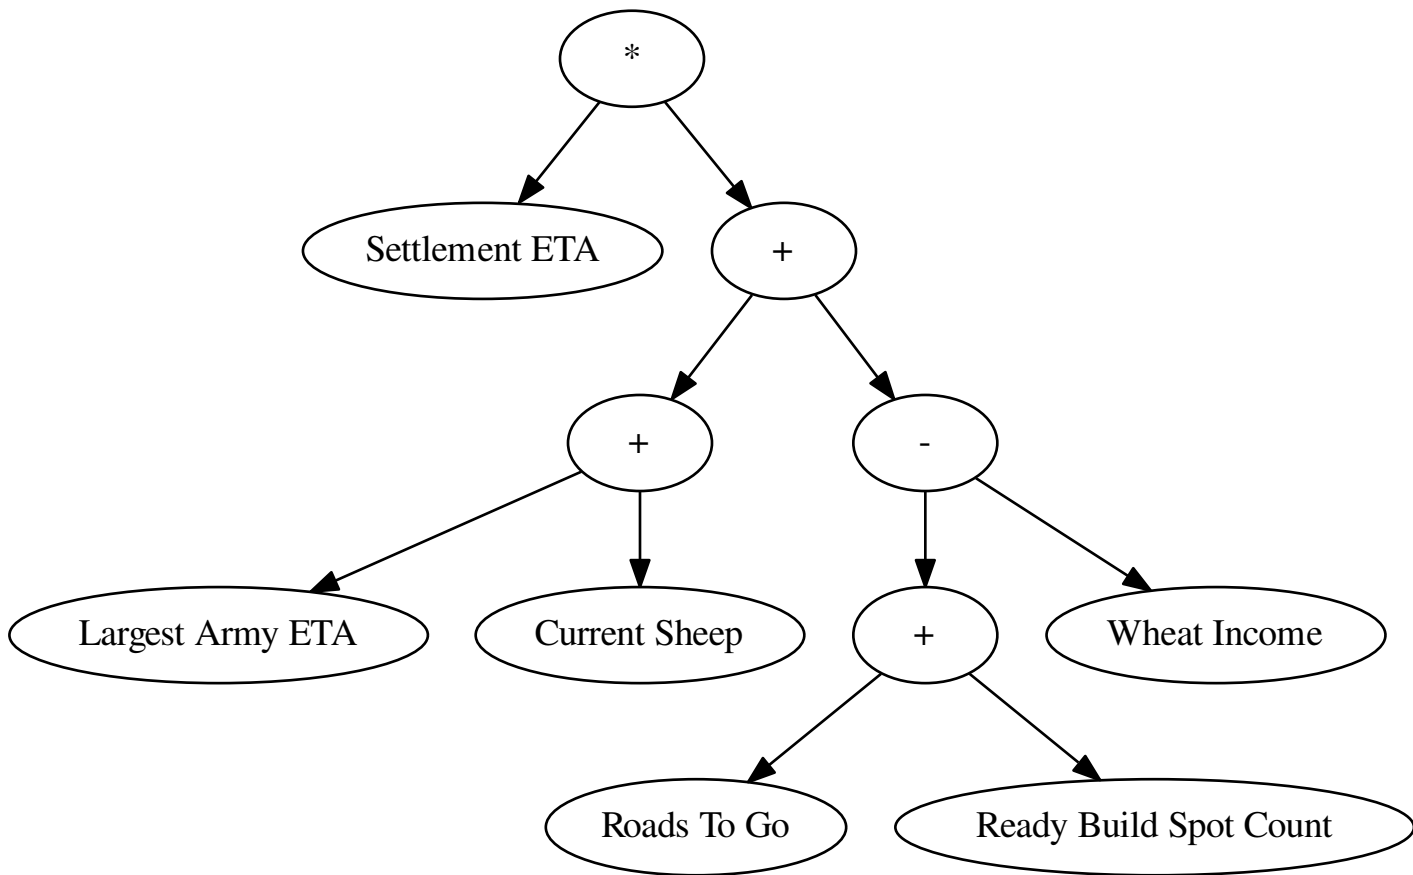 *
Settlement ETA
+
+
-
Largest Army ETA
Current Sheep
+
Wheat Income
Roads To Go
Ready Build Spot Count